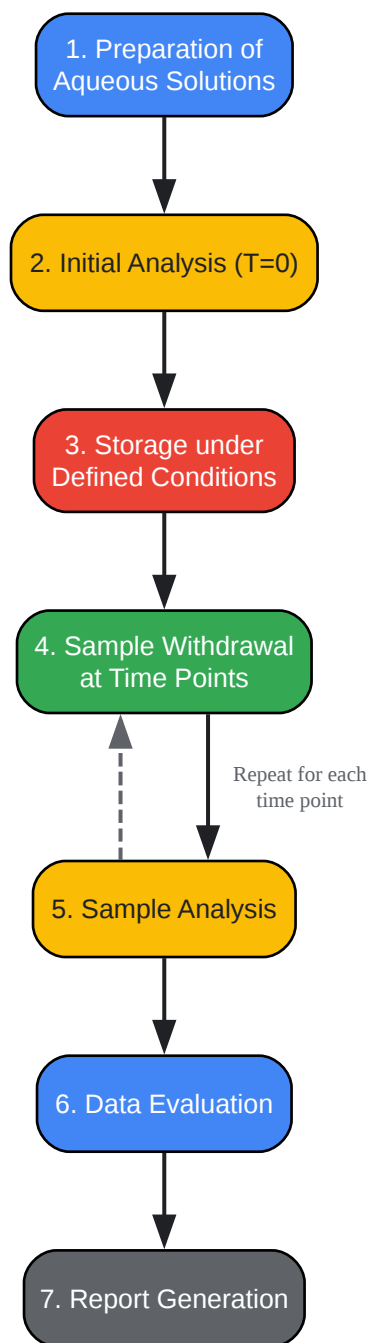 1. Preparation of
Aqueous Solutions
2. Initial Analysis (T=0)
3. Storage under
Defined Conditions
4. Sample Withdrawal
at Time Points
Repeat for each
time point
5. Sample Analysis
6. Data Evaluation
7. Report Generation